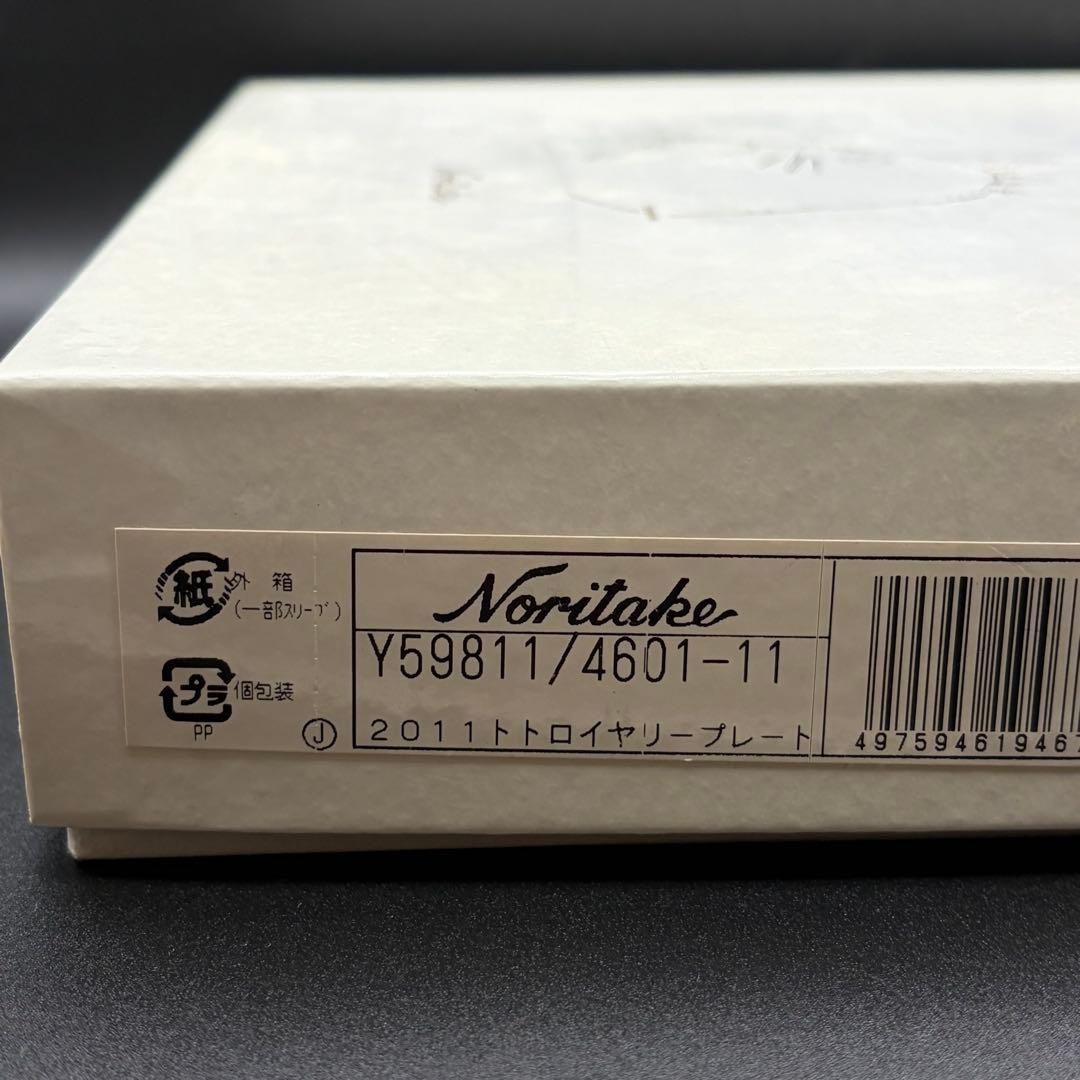 紙 外 箱
(一部スリーブ)
プラ 個包装
PP
J
Noritake
Y59811/4601-11
2011トトロイヤリープレート
497594619467